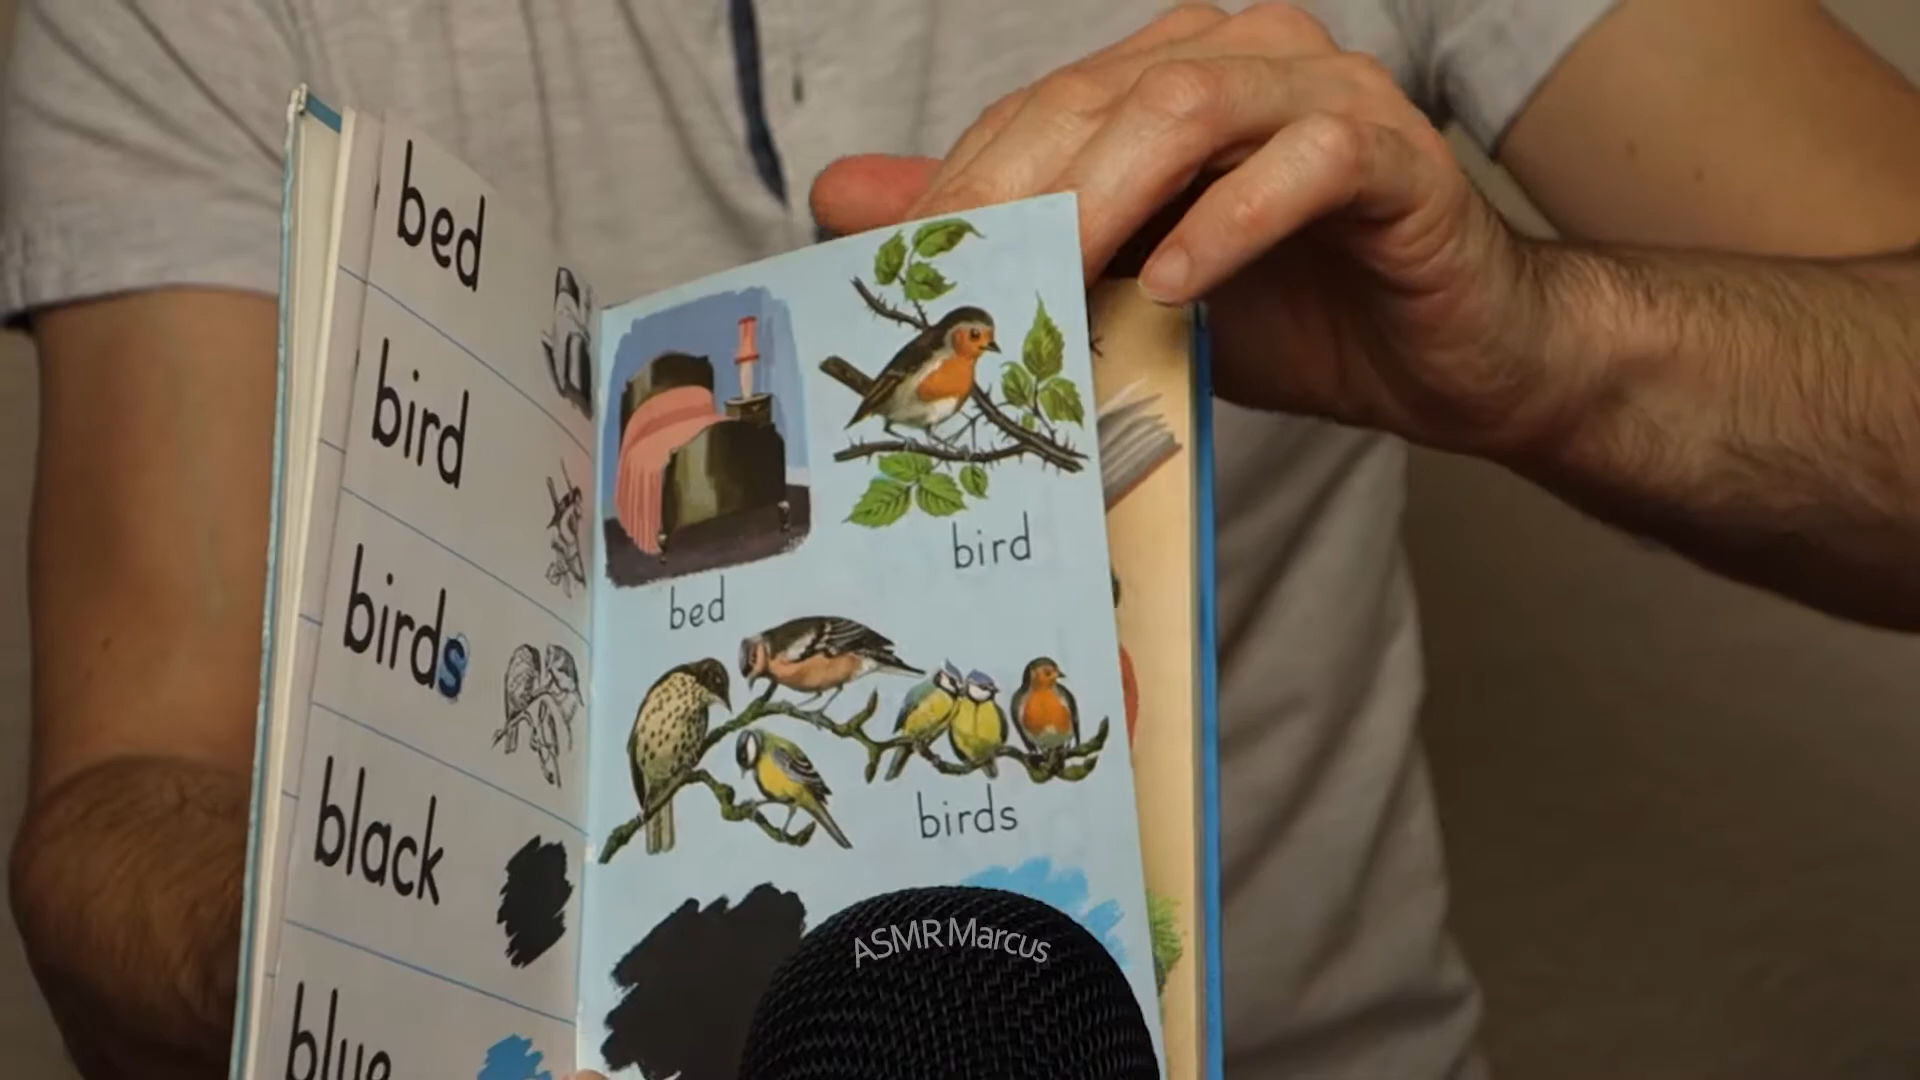 bed
bird
birds
black
blue
bed
bird
birds
ASMR Marcus